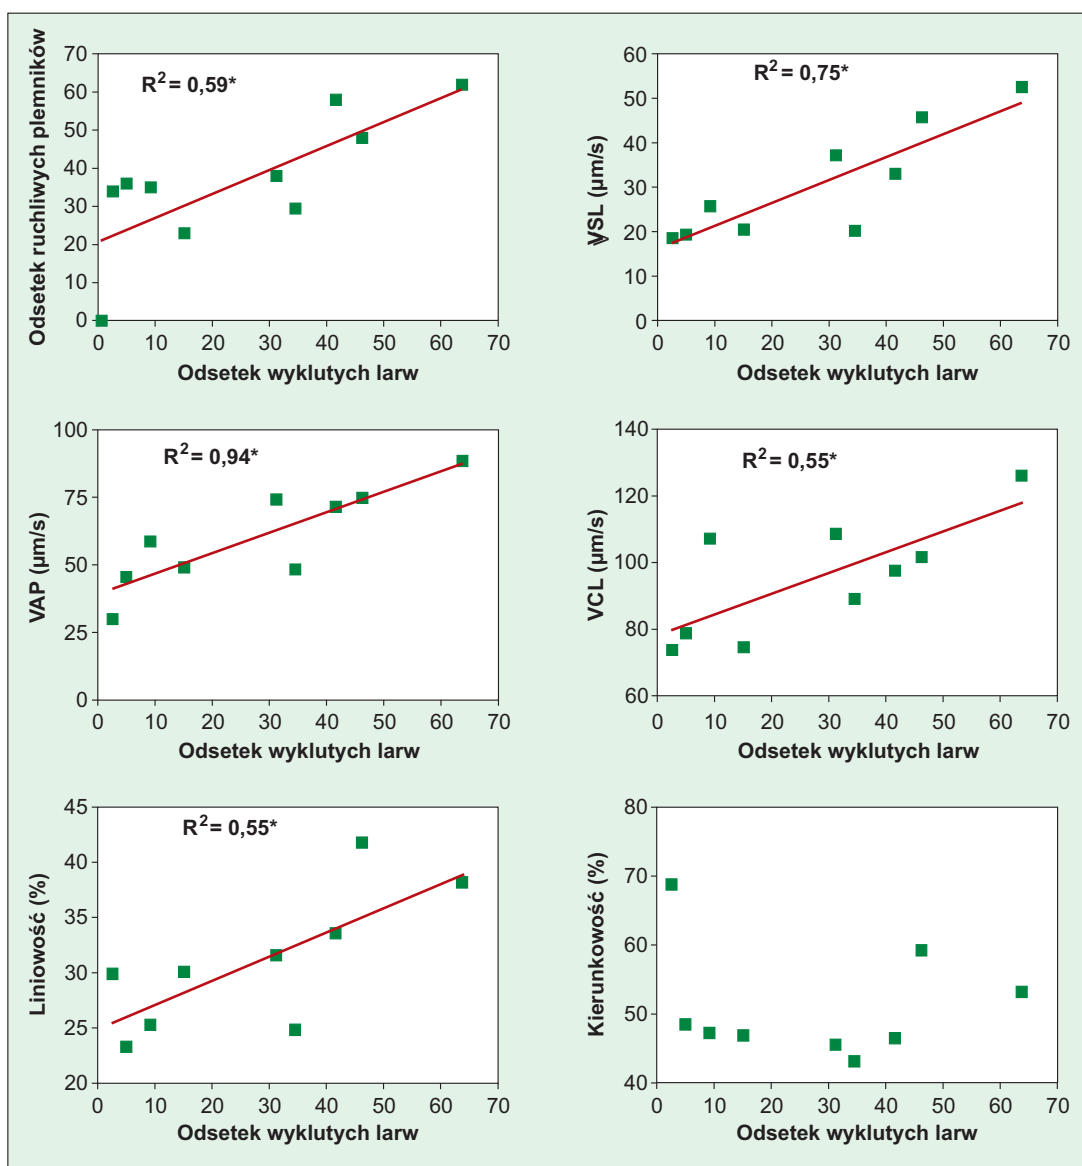 Odsetek ruchliwych plemników
70
60
50
40
30
20
10
0
R² = 0,59*
0 10 20 30 40 50 60 70
Odsetek wyklutych larw
VSL (µm/s)
60
50
40
30
20
10
0
R² = 0,75*
0 10 20 30 40 50 60 70
Odsetek wyklutych larw
VAP (µm/s)
100
75
50
25
0
R² = 0,94*
0 10 20 30 40 50 60 70
Odsetek wyklutych larw
VCL (µm/s)
140
120
100
80
60
R² = 0,55*
0 10 20 30 40 50 60 70
Odsetek wyklutych larw
Liniowość (%)
45
40
35
30
25
20
R² = 0,55*
0 10 20 30 40 50 60 70
Odsetek wyklutych larw
Kierunkowość (%)
80
70
60
50
40
0 10 20 30 40 50 60 70
Odsetek wyklutych larw